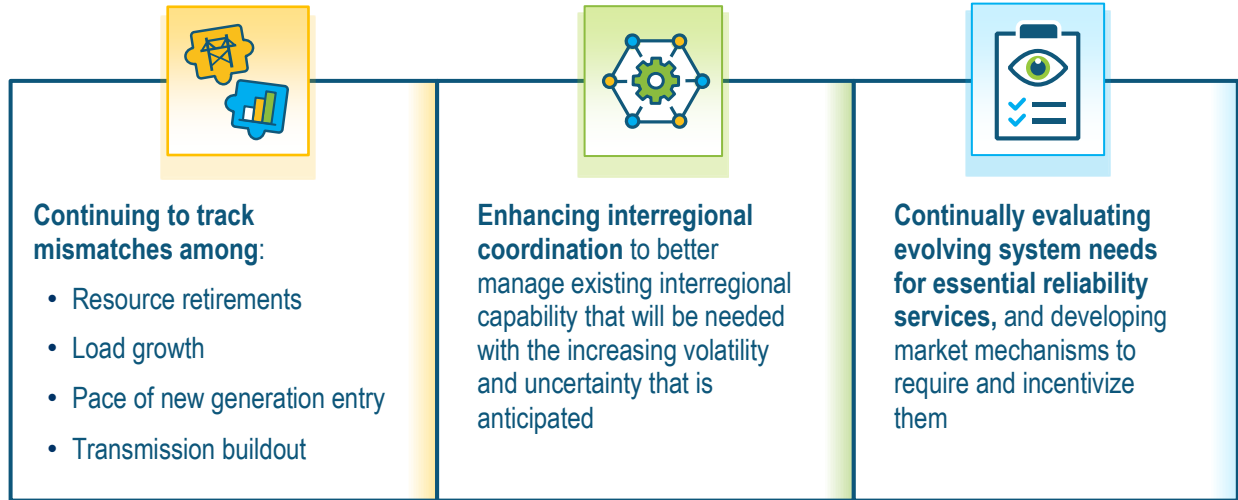 Continuing to track
mismatches among:
• Resource retirements
• Load growth
• Pace of new generation entry
• Transmission buildout
Enhancing interregional
coordination to better
manage existing interregional
capability that will be needed
with the increasing volatility
and uncertainty that is
anticipated
Continually evaluating
evolving system needs
for essential reliability
services, and developing
market mechanisms to
require and incentivize
them